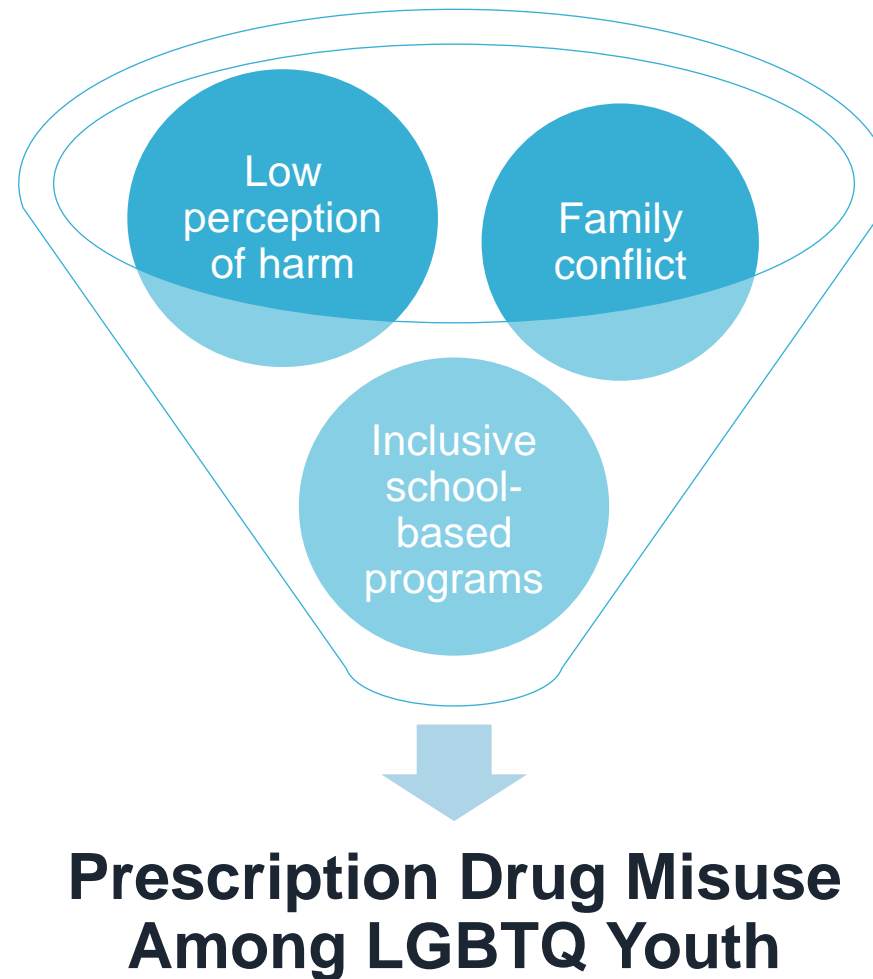 Low
perception
of harm
Family
conflict
Inclusive
school-
based
programs
Prescription Drug Misuse
Among LGBTQ Youth